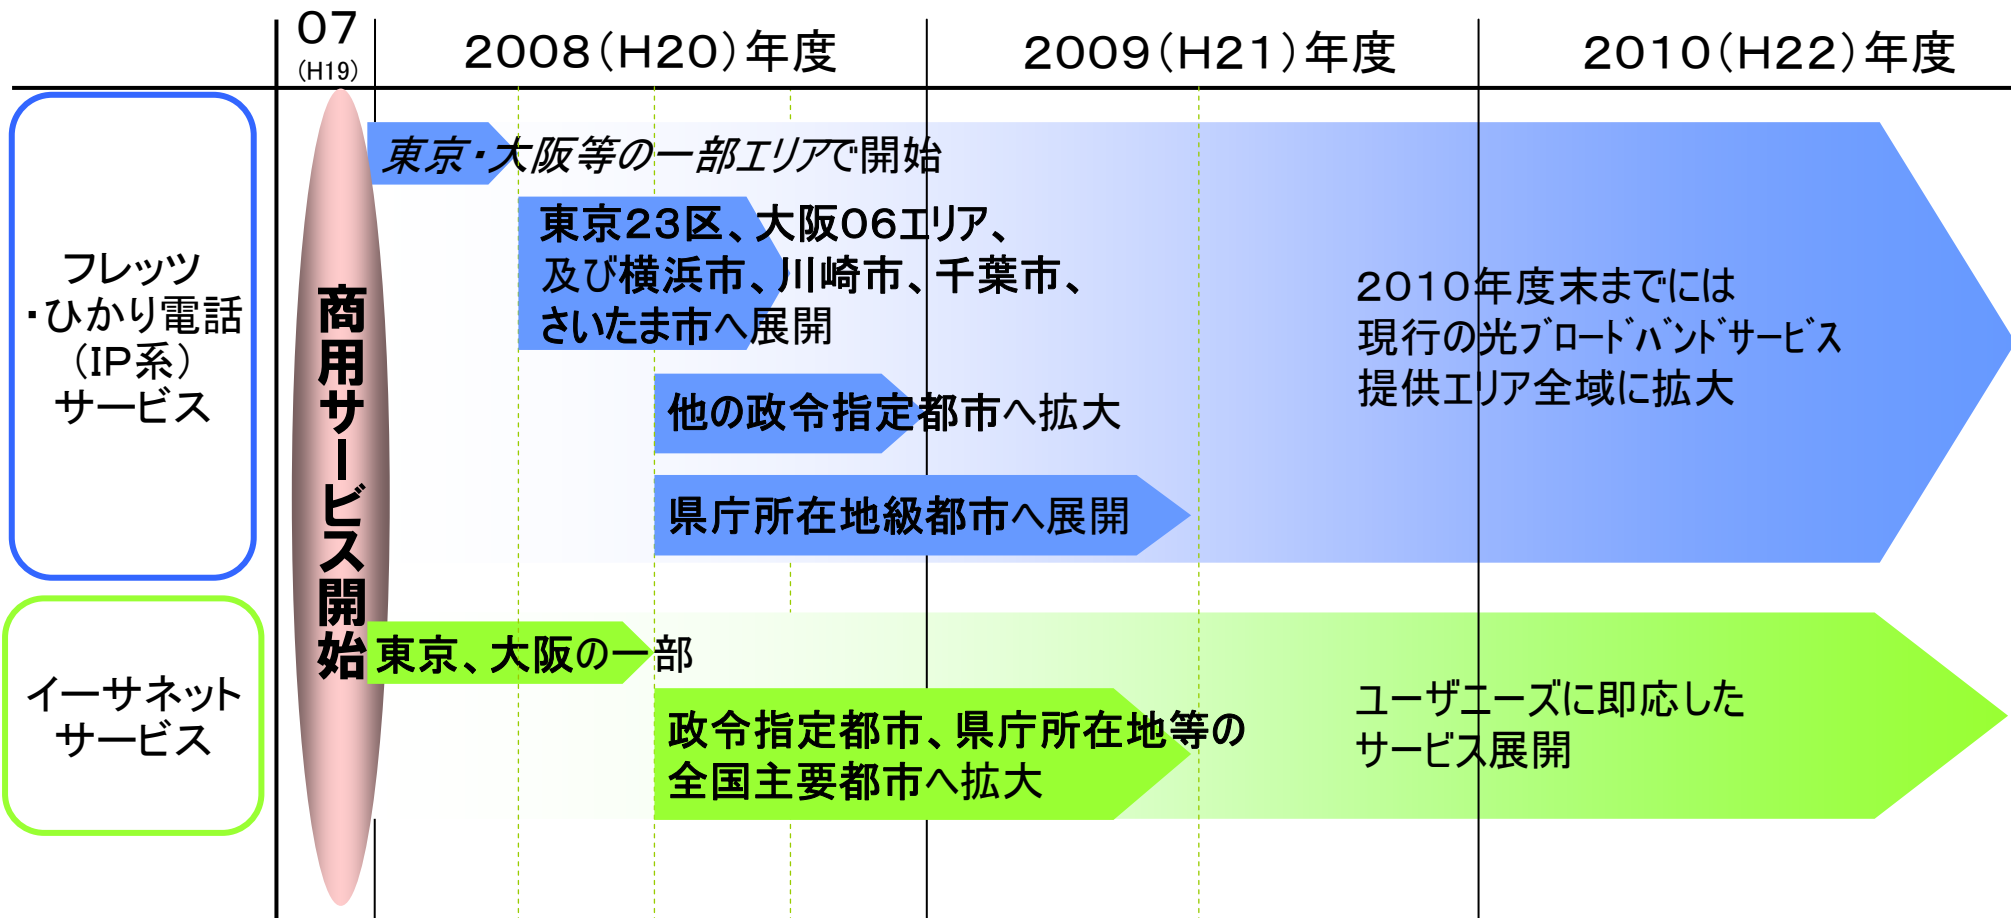 07
(H19)
2008(H20)年度
2009(H21)年度
2010(H22)年度
フレッツ
・ひかり電話
(IP系)
サービス
商用サービス開始
東京・大阪等の一部エリアで開始
東京23区、大阪06エリア、
及び横浜市、川崎市、千葉市、
さいたま市へ展開
他の政令指定都市へ拡大
県庁所在地級都市へ展開
2010年度末までには
現行の光ブロードバンドサービス
提供エリア全域に拡大
イーサネット
サービス
東京、大阪の一部
政令指定都市、県庁所在地等の
全国主要都市へ拡大
ユーザニーズに即応した
サービス展開